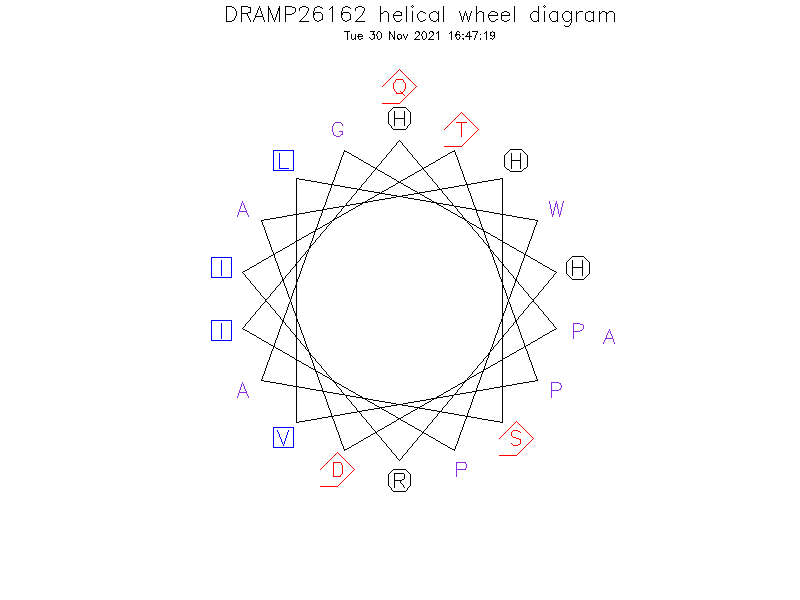 DRAMP26162 helical wheel diagram
Tue 30 Nov 2021 16:47:19
Q
H
G T
L H
A W
I H
I P A
A P
V S
D P
R